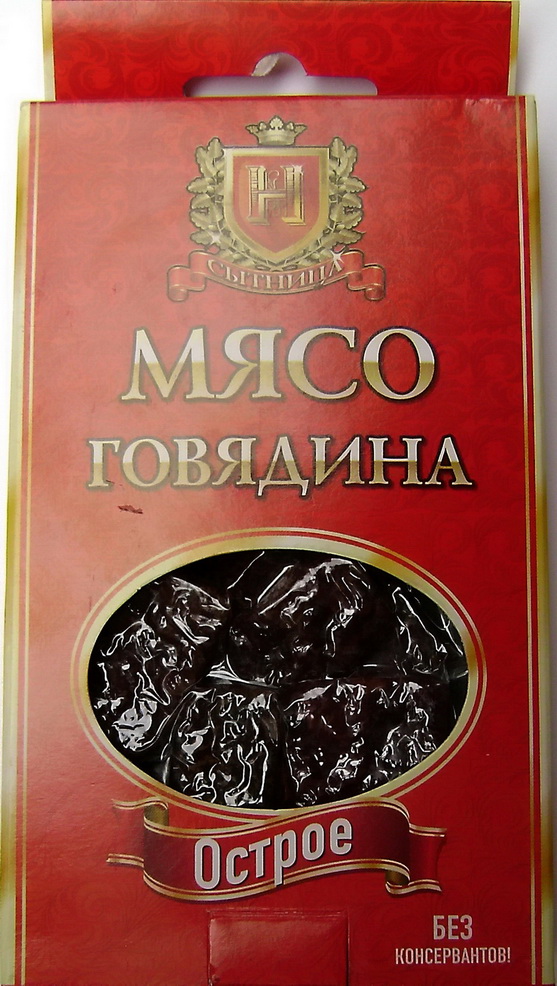 Н
СЫТНИЦА
МЯСО
ГОВЯДИНА
Острое
БЕЗ
КОНСЕРВАНТОВ!